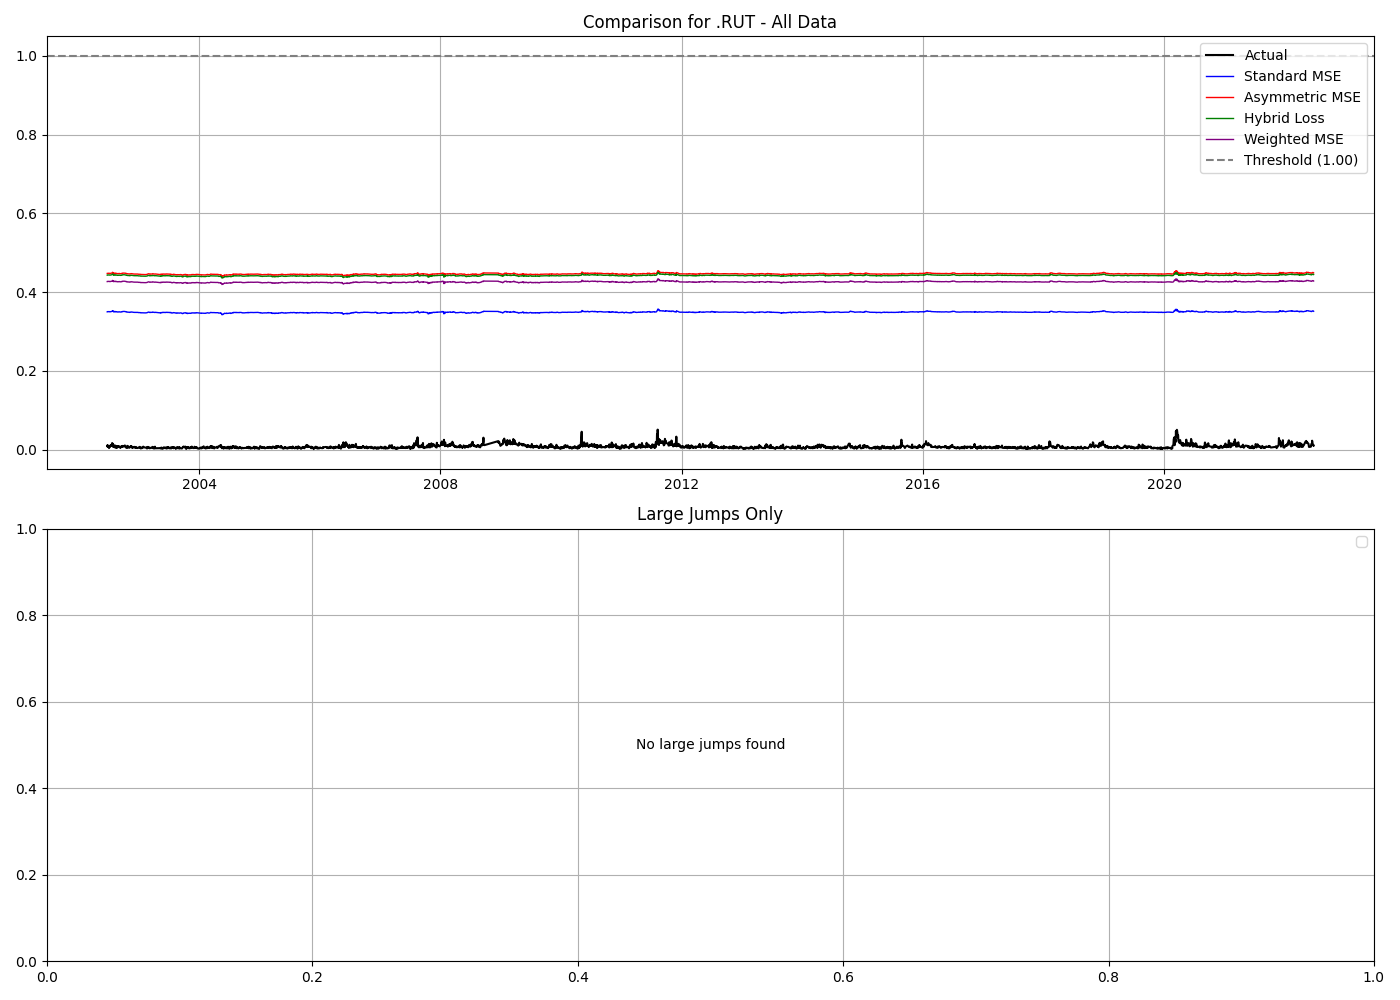 Comparison for .RUT - All Data
1.0
0.8
0.6
0.4
0.2
0.0
Actual
Standard MSE
Asymmetric MSE
Hybrid Loss
Weighted MSE
Threshold (1.00)
2004
2008
2012
2016
2020
Large Jumps Only
1.0
0.8
0.6
0.4
0.2
0.0
No large jumps found
0.0
0.2
0.4
0.6
0.8
1.0